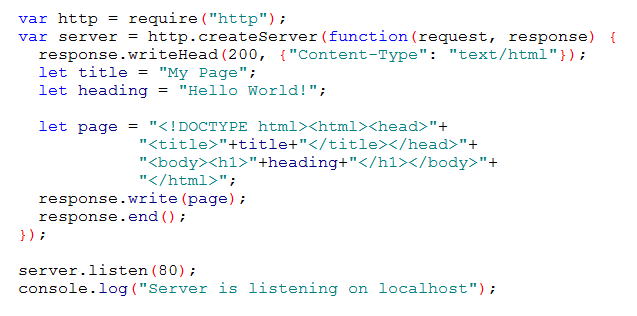 var http = require("http");
var server = http.createServer(function(request, response) {
response.writeHead(200, {"Content-Type": "text/html"});
let title = "My Page";
let heading = "Hello World!";
let page = "<!DOCTYPE html><html><head>"+
"<title>"+title+"</title></head>"+
"<body><h1>"+heading+"</h1></body>"+
"</html>";
response.write(page);
response.end();
});
server.listen(80);
console.log("Server is listening on localhost");